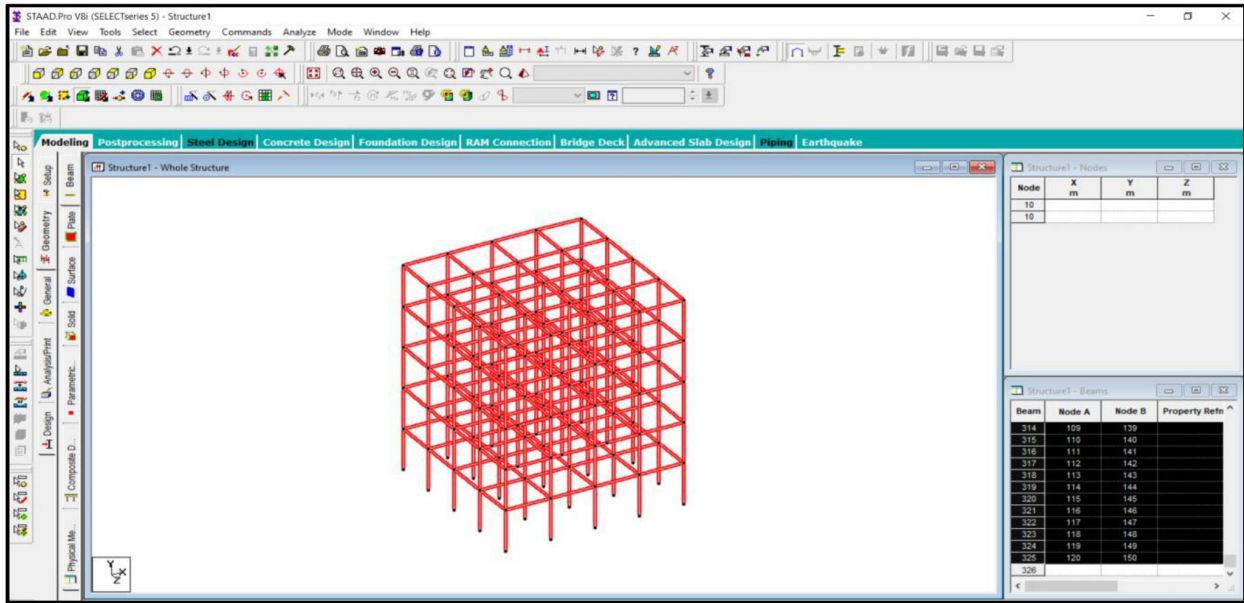 STAAD.Pro V8i (SELECTseries 5) - Structure1
File Edit View Tools Select Geometry Commands Analyze Mode Window Help
Modeling Postprocessing Steel Design Concrete Design Foundation Design RAM Connection Bridge Deck Advanced Slab Design Piping Earthquake
Setup
Geometry
General
Analysis/Print
Design
Beam
Plate
Surface
Solid
Parametric...
Composite D...
Physical Me...
Structure1 - Whole Structure
Y
X
Z
Structure1 - Nodes
Node X m Y m Z m
10
10
Structure1 - Beams
Beam Node A Node B Property Refn
314 109 139
315 110 140
316 111 141
317 112 142
318 113 143
319 114 144
320 115 145
321 116 146
322 117 147
323 118 148
324 119 149
325 120 150
326